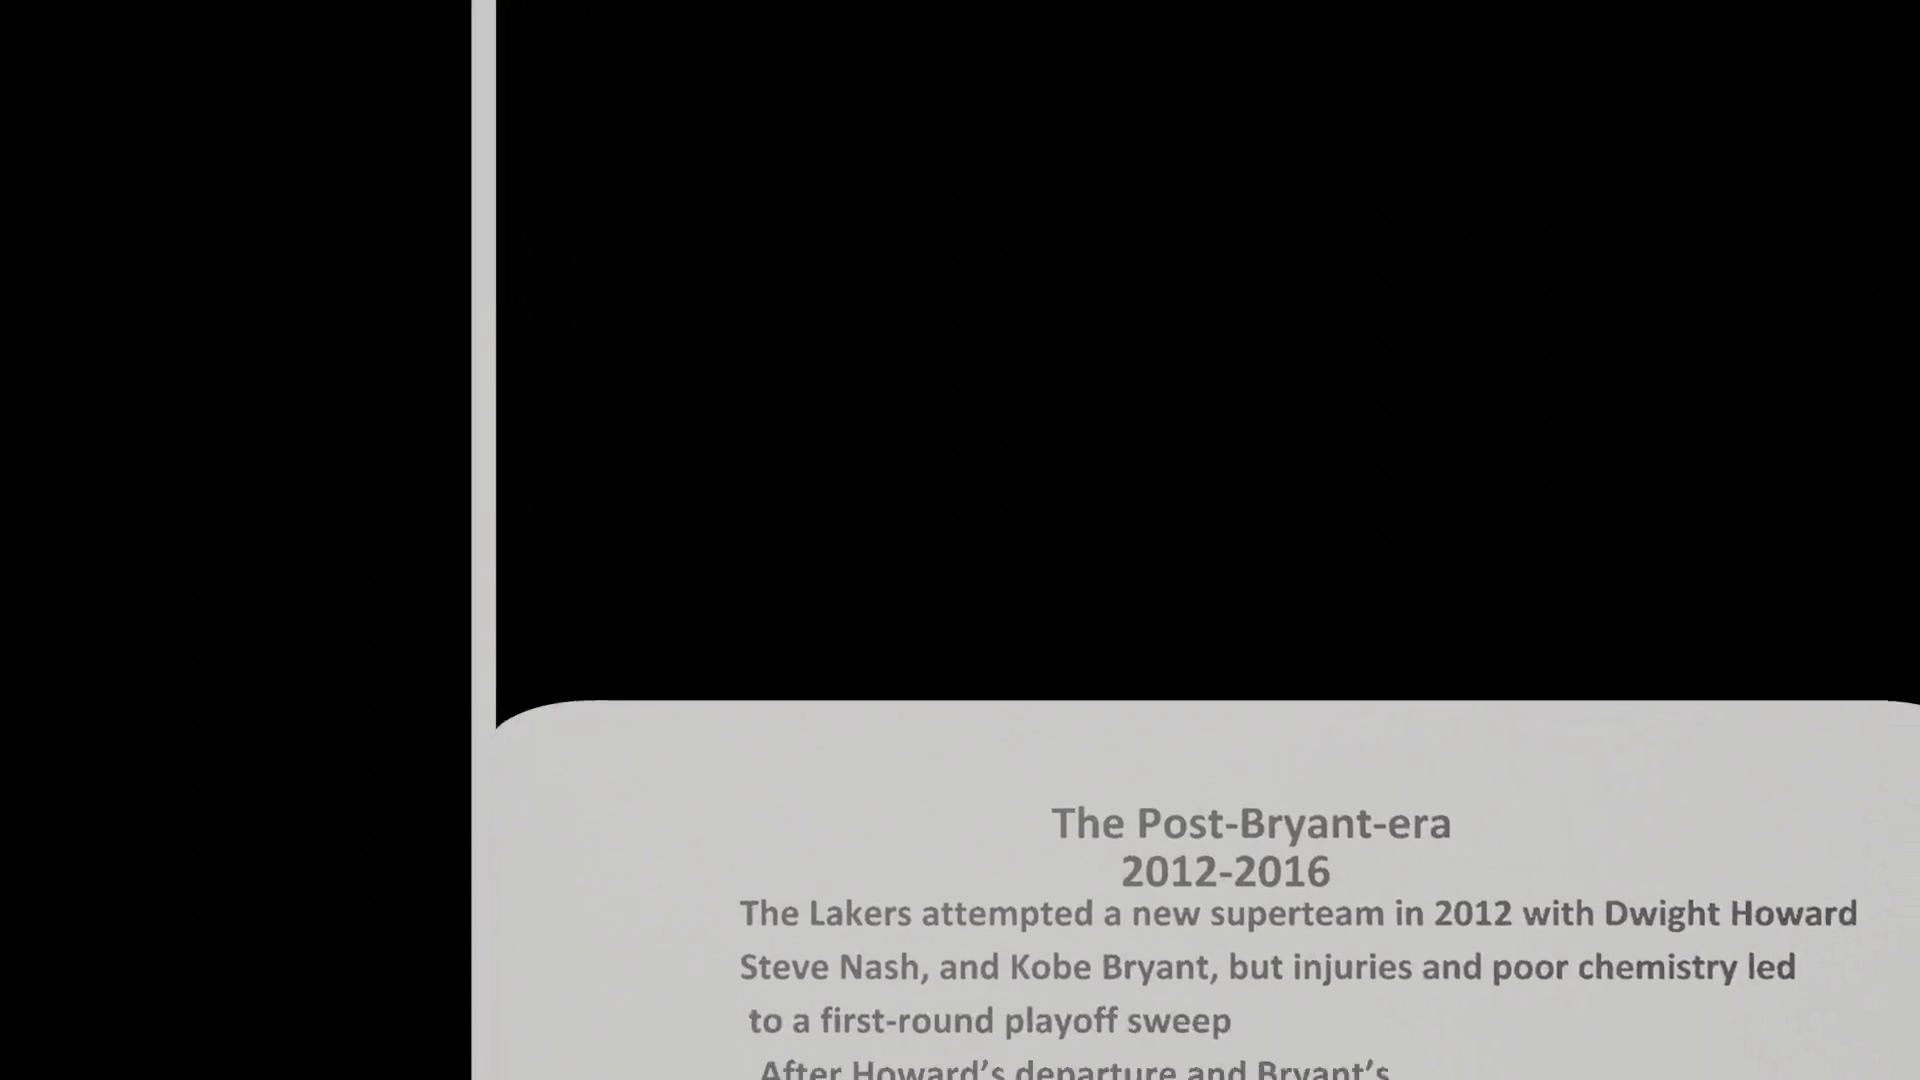 The Post-Bryant-era
2012-2016
The Lakers attempted a new superteam in 2012 with Dwight Howard
Steve Nash, and Kobe Bryant, but injuries and poor chemistry led
to a first-round playoff sweep
After Howard’s departure and Bryant’s